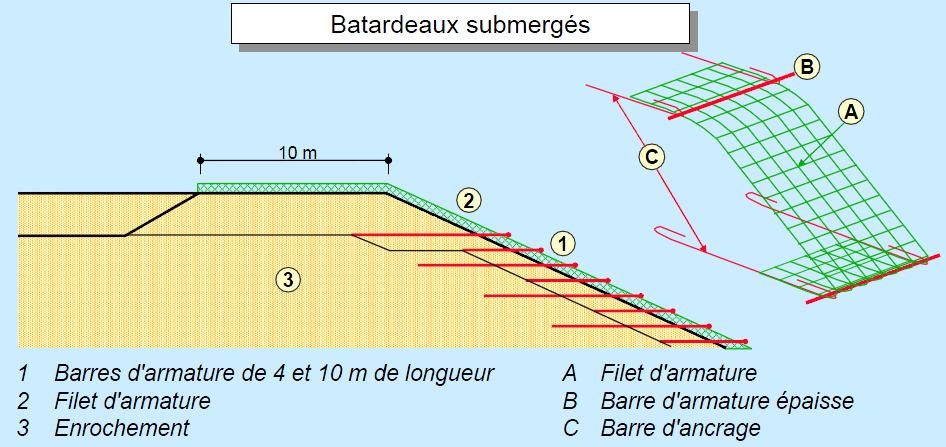 Batardeaux submergés
B
A
10 m
C
2
1
3
1 Barres d'armature de 4 et 10 m de longueur
2 Filet d'armature
3 Enrochement
A Filet d'armature
B Barre d'armature épaisse
C Barre d'ancrage